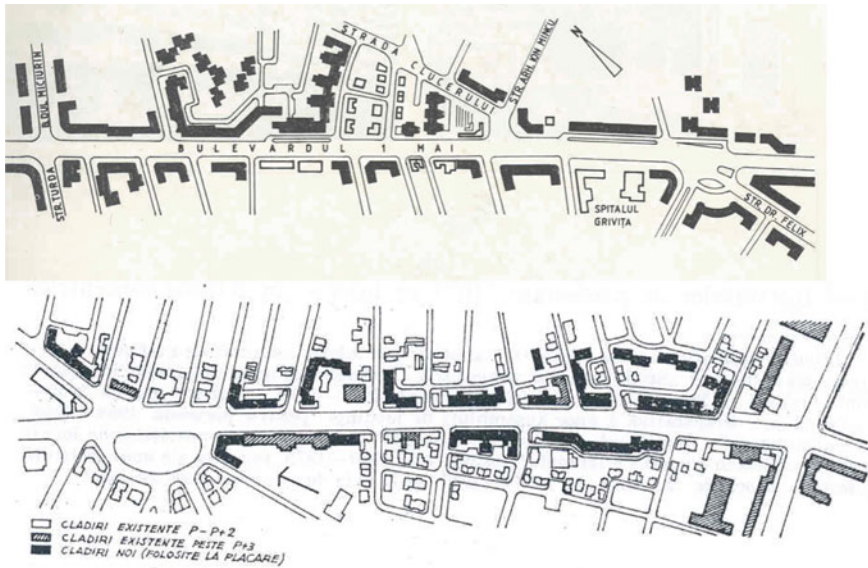 STRADA CLUCERULUI
STR. ARH. ION MINCU
N
B-DUL MICIURIN
BULEVARDUL 1 MAI
STR. TURDA
SPITALUL
GRIVIȚA
STR. DR. FELIX
CLADIRI EXISTENTE P-P+2
CLADIRI EXISTENTE PESTE P+3
CLADIRI NOI (FOLOSITE LA PLACARE)